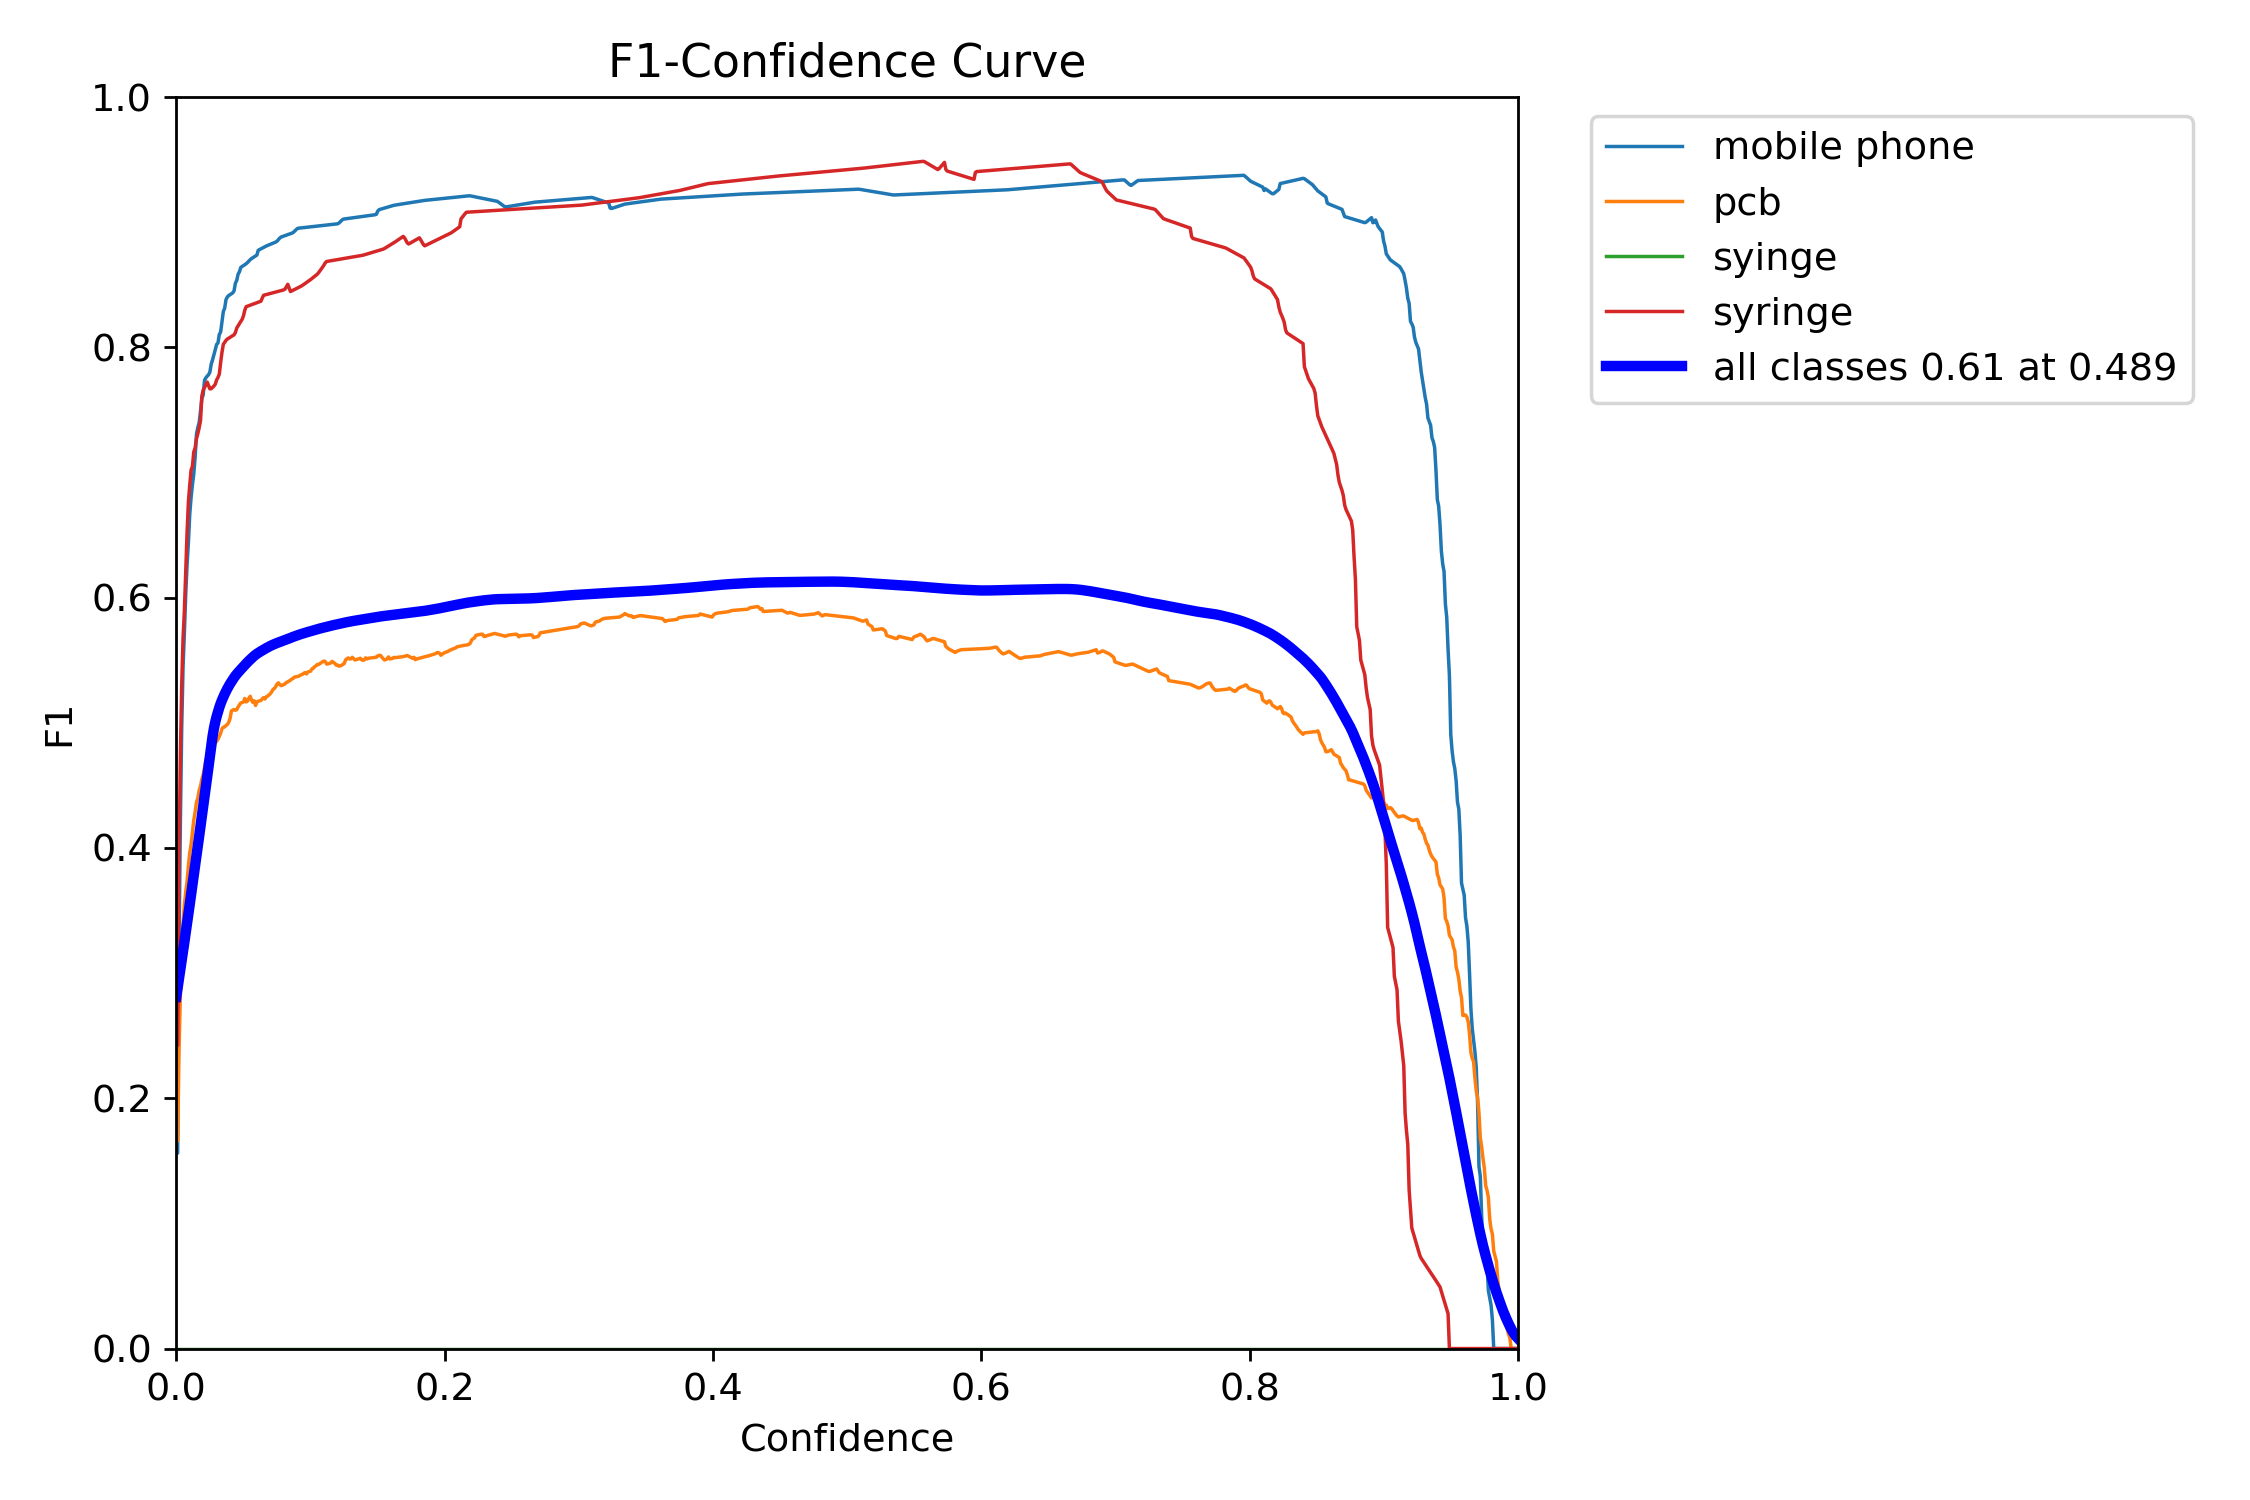 F1-Confidence Curve
1.0
0.8
0.6
0.4
0.2
0.0
F1
0.0 0.2 0.4 0.6 0.8 1.0
Confidence
mobile phone
pcb
syinge
syringe
all classes 0.61 at 0.489